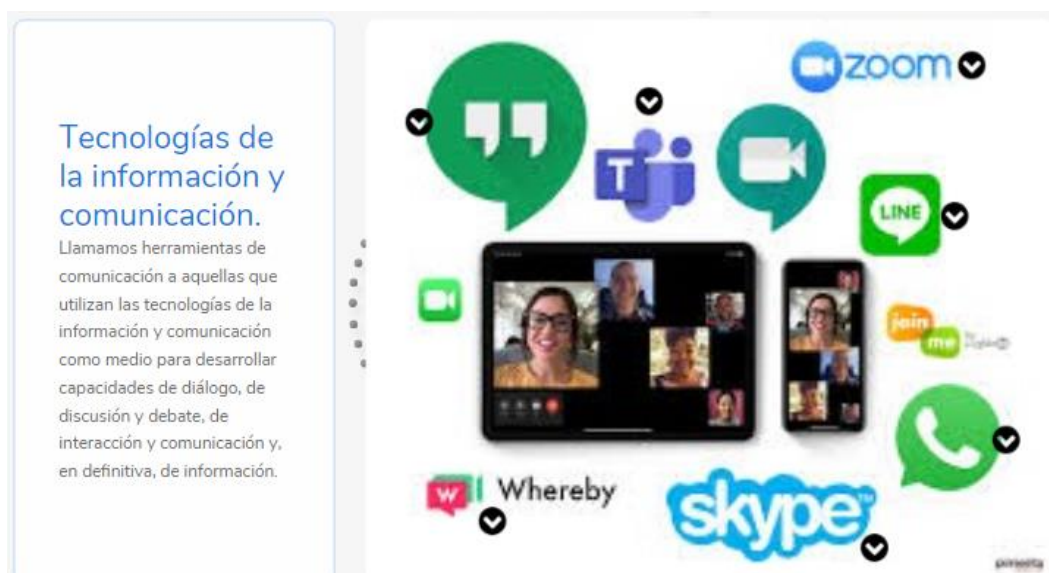 Tecnologías de
la información y
comunicación.
Llamamos herramientas de
comunicación a aquellas que
utilizan las tecnologías de la
información y comunicación
como medio para desarrollar
capacidades de diálogo, de
discusión y debate, de
interacción y comunicación y,
en definitiva, de información.
zoom
T
LINE
join
me
W
Whereby
skype